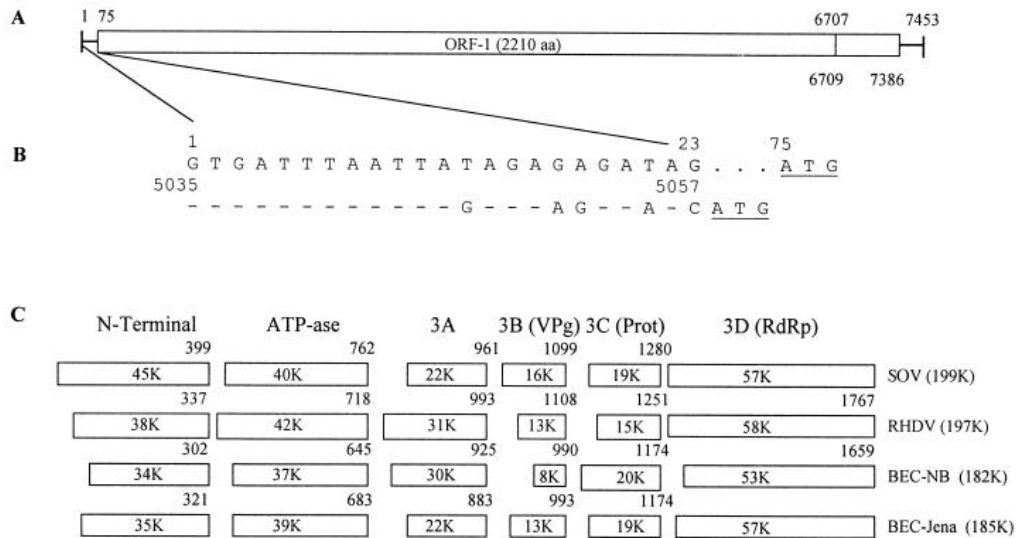 A
1 75 6707 7453
ORF-1 (2210 aa)
6709 7386
1 23 75
B
G T G A T T T A A T T A T A G A G A G A T A G . . . A T G
5035 5057
- - - - - - - - - - - - G - - - A G - - A - C A T G
C
N-Terminal ATP-ase 3A 3B (VPg) 3C (Prot) 3D (RdRp)
399 762 961 1099 1280
45K 40K 22K 16K 19K 57K SOV (199K)
337 718 993 1108 1251 1767
38K 42K 31K 13K 15K 58K RHDV (197K)
302 645 925 990 1174 1659
34K 37K 30K 8K 20K 53K BEC-NB (182K)
321 683 883 993 1174
35K 39K 22K 13K 19K 57K BEC-Jena (185K)